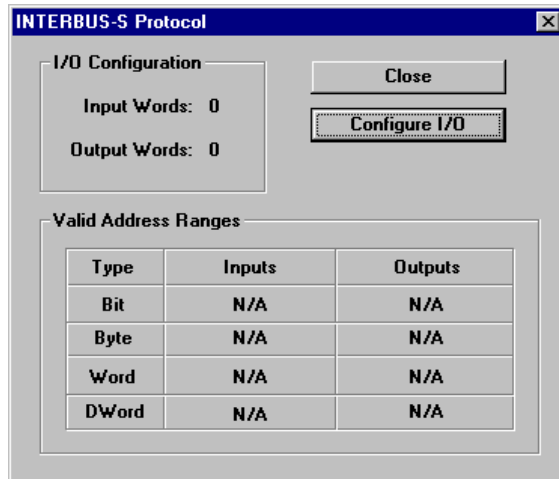 INTERBUS-S Protocol
I/O Configuration
Input Words: 0
Output Words: 0
Close
Configure I/O
Valid Address Ranges
Type Inputs Outputs
Bit N/A N/A
Byte N/A N/A
Word N/A N/A
DWord N/A N/A